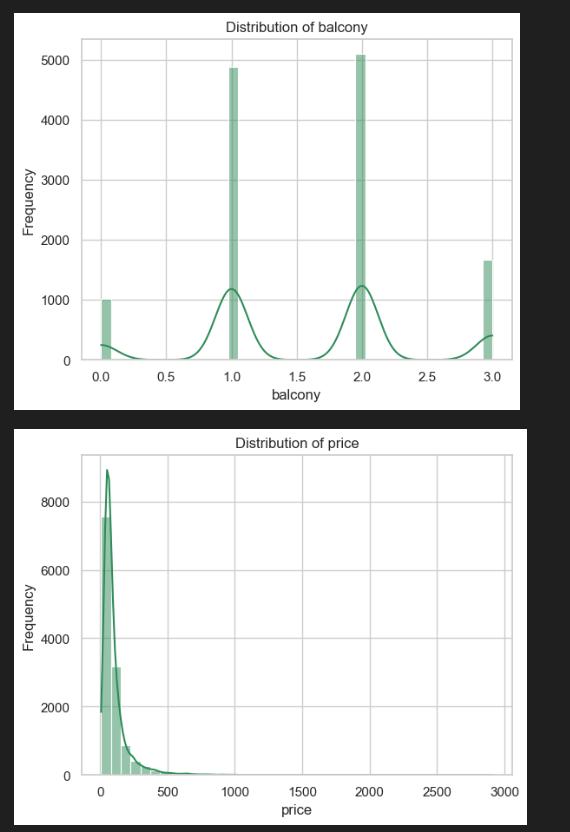 Distribution of balcony
5000
4000
3000
2000
1000
0
Frequency
0.0 0.5 1.0 1.5 2.0 2.5 3.0
balcony
Distribution of price
8000
6000
4000
2000
0
Frequency
0 500 1000 1500 2000 2500 3000
price